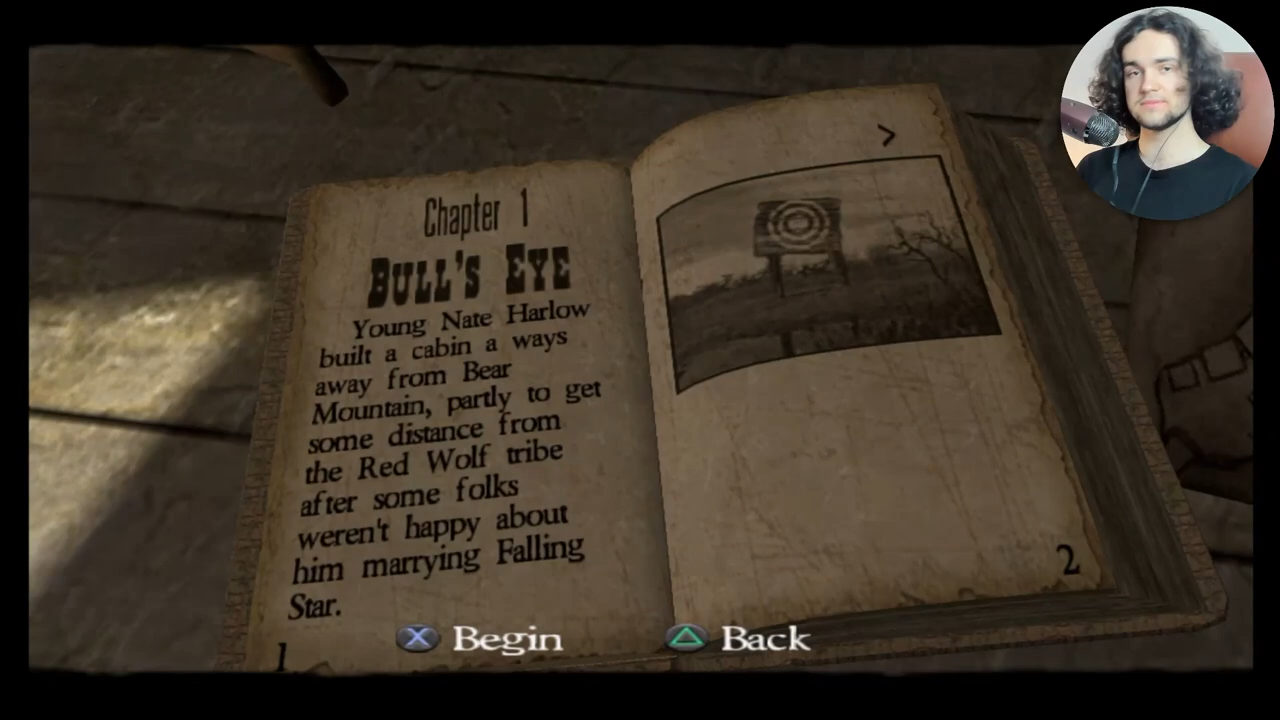 Chapter 1
BULL'S EYE
Young Nate Harlow
built a cabin a ways
away from Bear
Mountain, partly to get
some distance from
the Red Wolf tribe
after some folks
weren't happy about
him marrying Falling
Star.
1
>
2
X Begin
Back